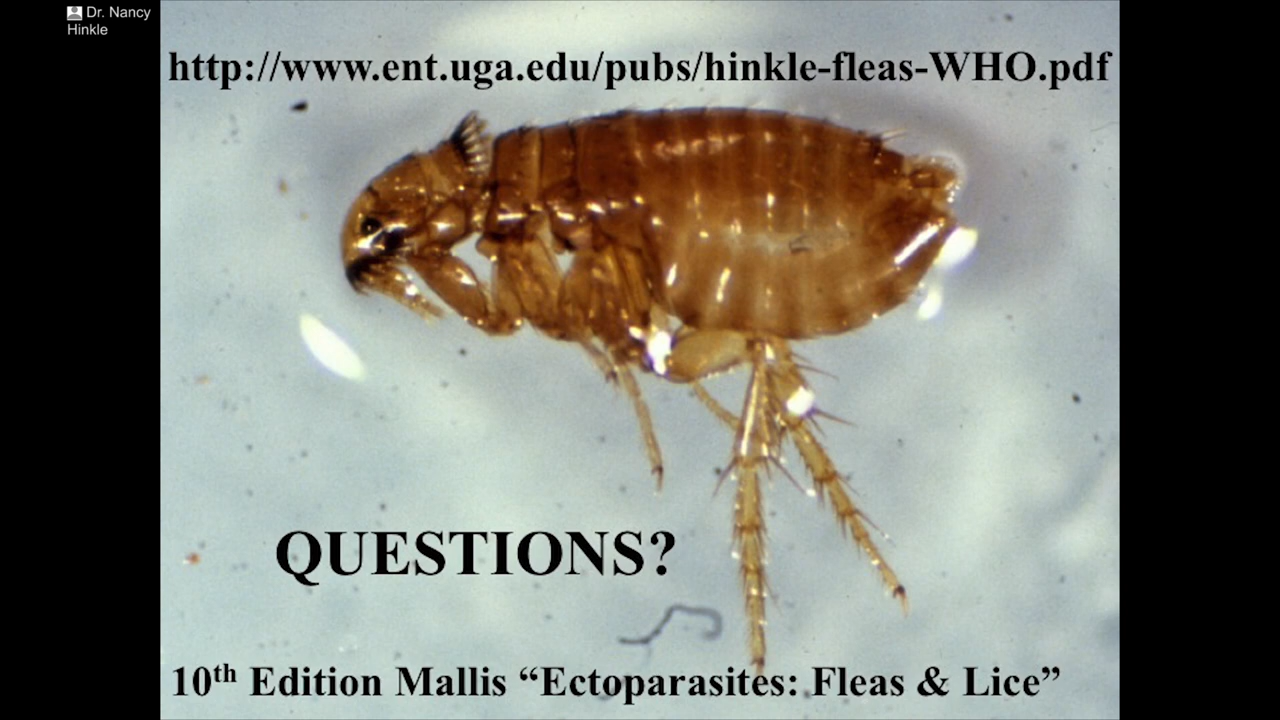 Dr. Nancy
Hinkle
http://www.ent.uga.edu/pubs/hinkle-fleas-WHO.pdf
QUESTIONS?
10th Edition Mallis “Ectoparasites: Fleas & Lice”